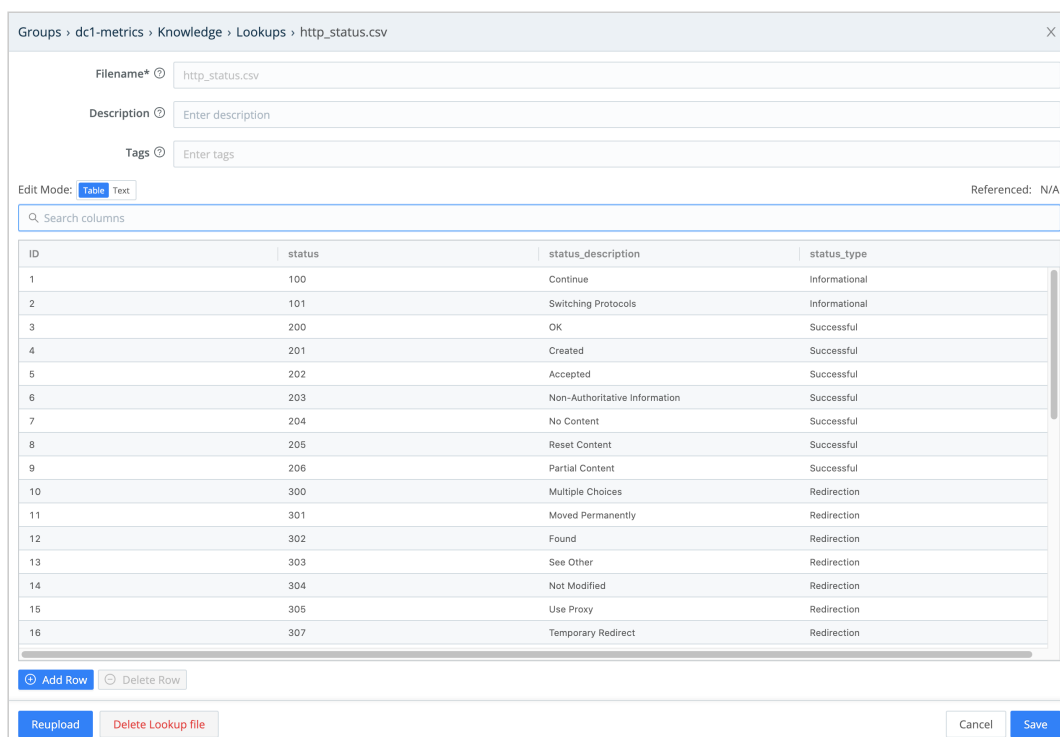 Groups › dc1-metrics › Knowledge › Lookups › http_status.csv X
Filename* ? http_status.csv
Description ? Enter description
Tags ? Enter tags
Edit Mode: Table Text Referenced: N/A
Search columns
ID status status_description status_type
1 100 Continue Informational
2 101 Switching Protocols Informational
3 200 OK Successful
4 201 Created Successful
5 202 Accepted Successful
6 203 Non-Authoritative Information Successful
7 204 No Content Successful
8 205 Reset Content Successful
9 206 Partial Content Successful
10 300 Multiple Choices Redirection
11 301 Moved Permanently Redirection
12 302 Found Redirection
13 303 See Other Redirection
14 304 Not Modified Redirection
15 305 Use Proxy Redirection
16 307 Temporary Redirect Redirection
Add Row Delete Row
Reupload Delete Lookup file Cancel Save